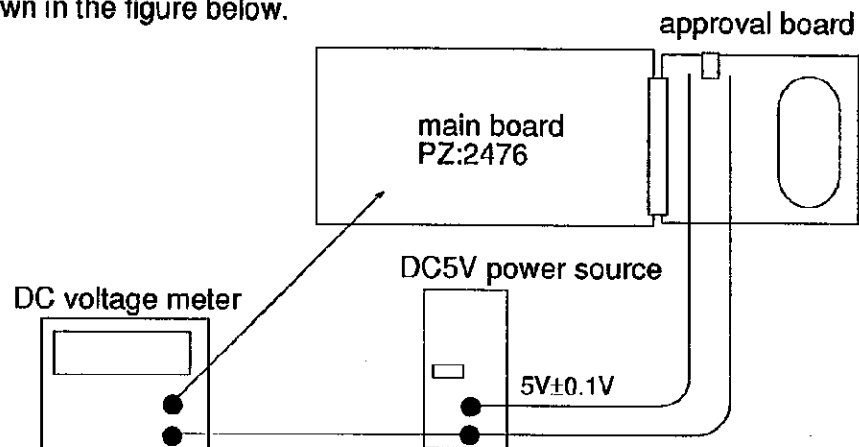 wn in the figure below.
approval board
main board
PZ:2476
DC5V power source
DC voltage meter
5V±0.1V